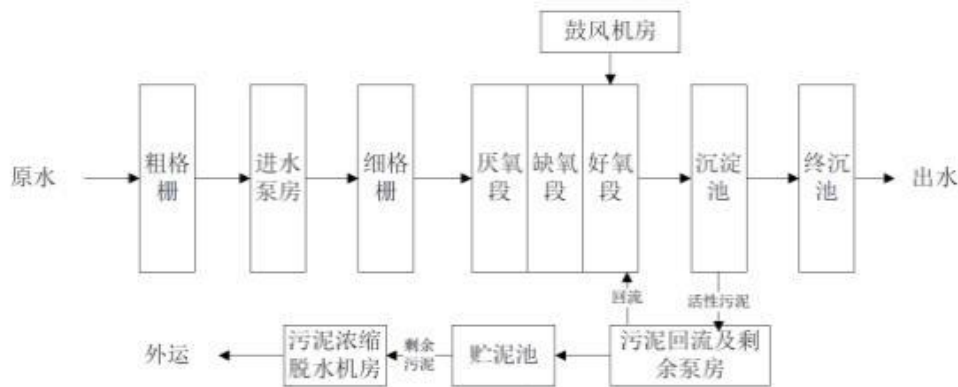 鼓风机房
原水
粗格
栅
进水
泵房
细格
栅
厌氧
段
缺氧
段
好氧
段
沉淀
池
终沉
池
出水
回流
活性污泥
外运
污泥浓缩
脱水机房
剩余
污泥
贮泥池
污泥回流及剩
余泵房